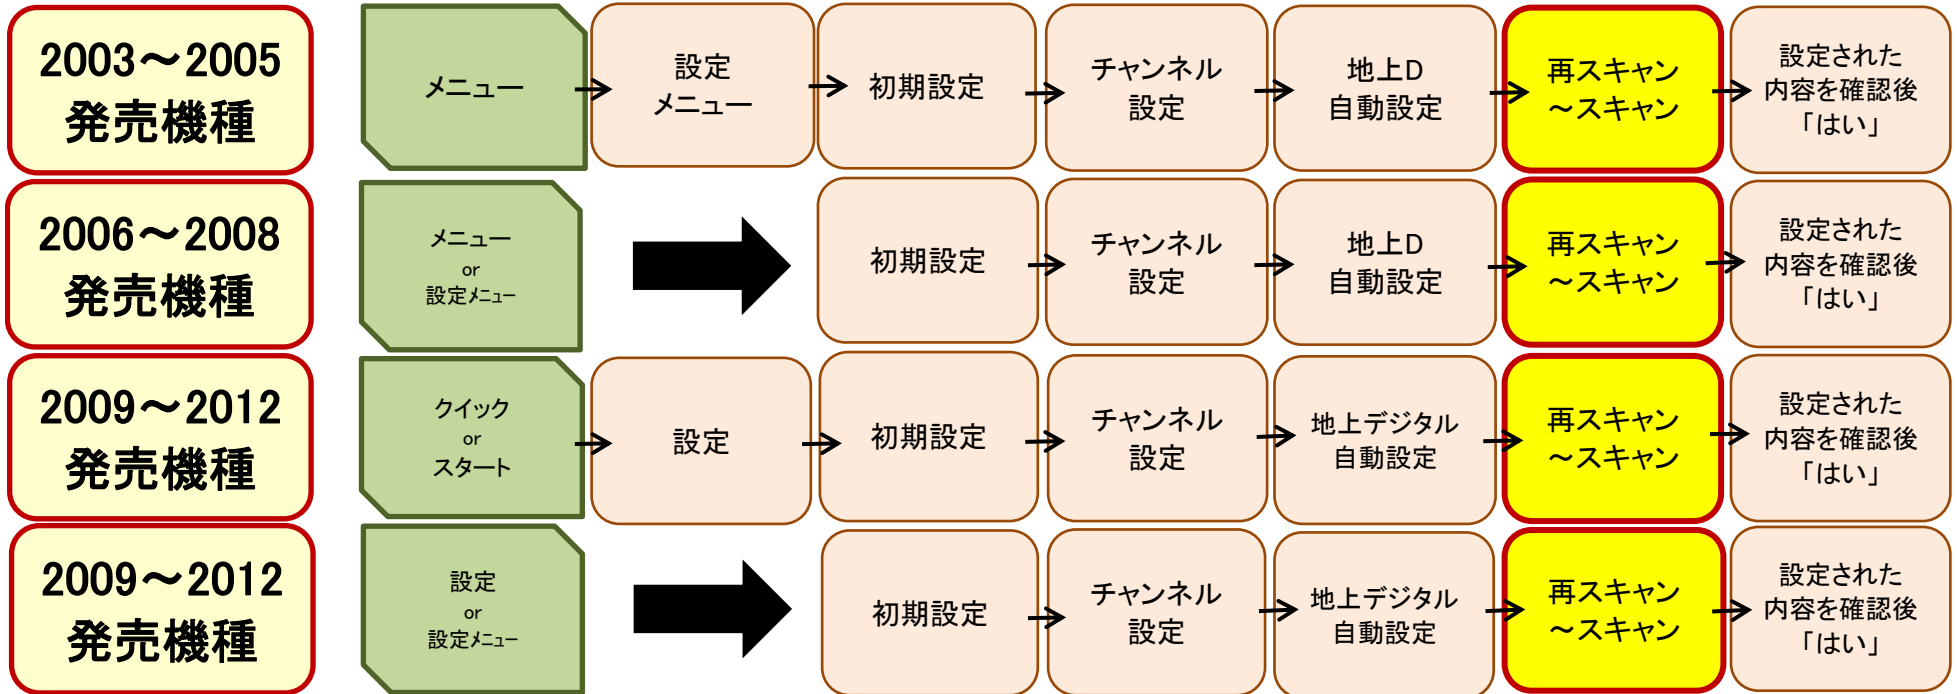 2003～2005
発売機種
メニュー
設定
メニュー
初期設定
チャンネル
設定
地上D
自動設定
再スキャン
～スキャン
設定された
内容を確認後
「はい」
2006～2008
発売機種
メニュー
or
設定メニュー
初期設定
チャンネル
設定
地上D
自動設定
再スキャン
～スキャン
設定された
内容を確認後
「はい」
2009～2012
発売機種
クイック
or
スタート
設定
初期設定
チャンネル
設定
地上デジタル
自動設定
再スキャン
～スキャン
設定された
内容を確認後
「はい」
2009～2012
発売機種
設定
or
設定メニュー
初期設定
チャンネル
設定
地上デジタル
自動設定
再スキャン
～スキャン
設定された
内容を確認後
「はい」